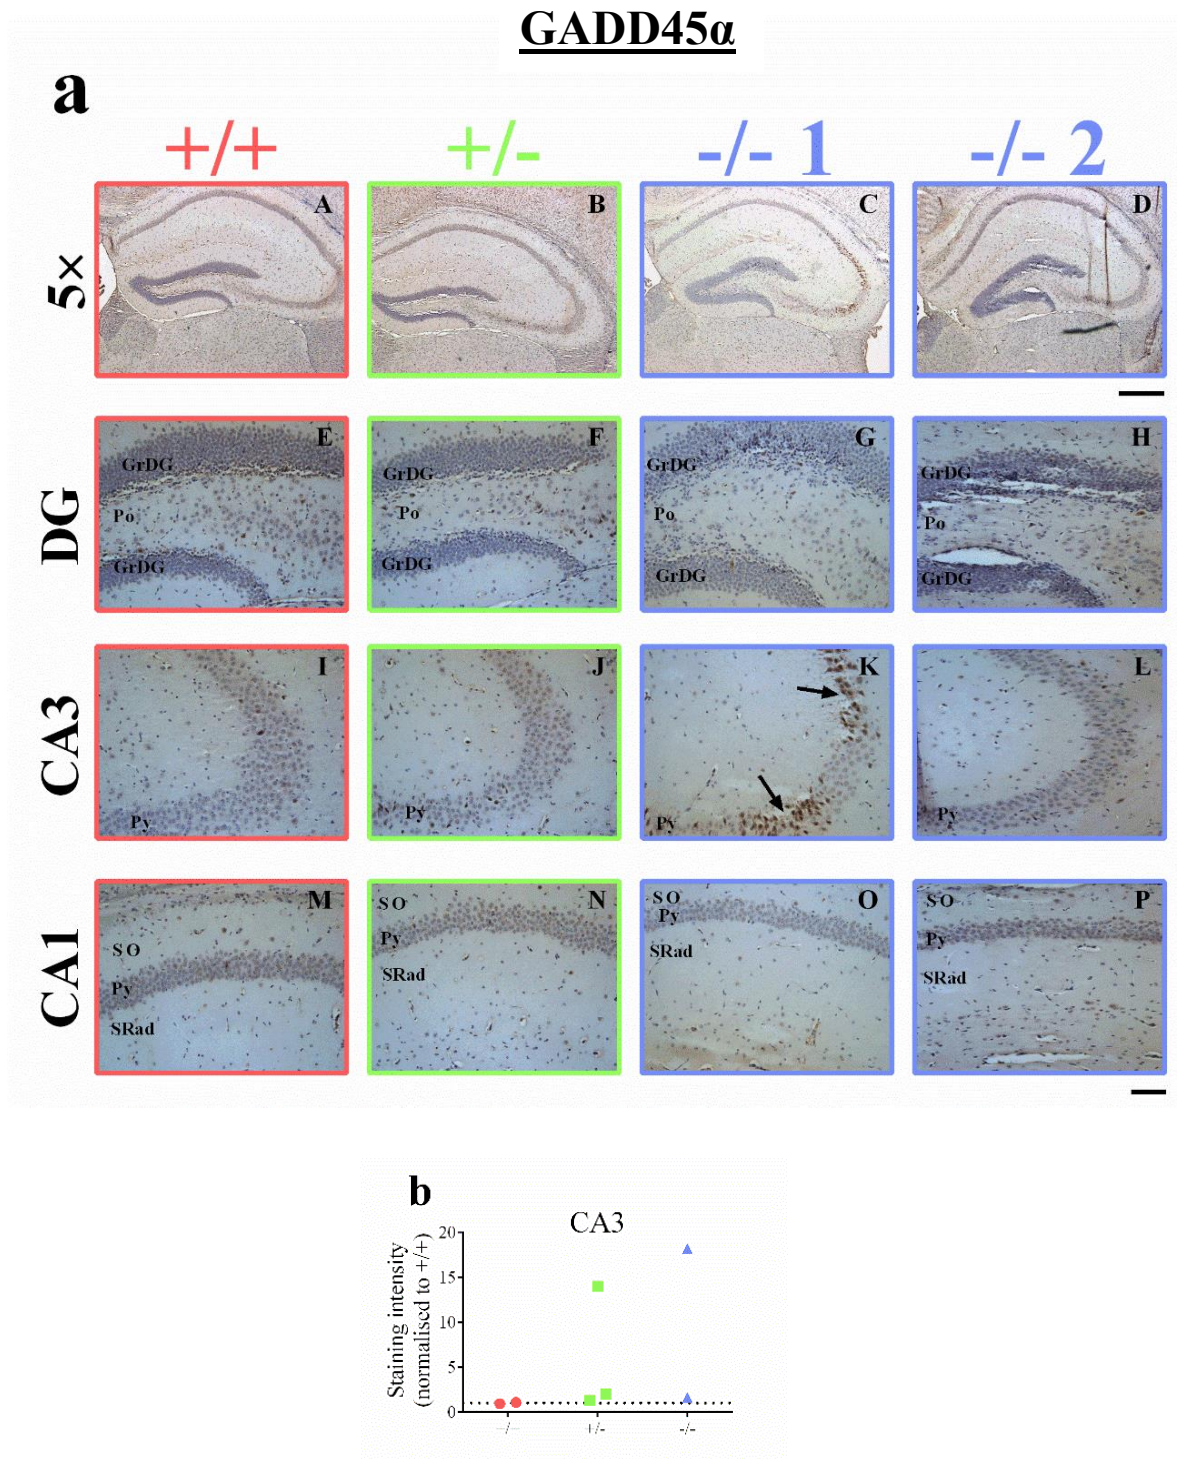 GADD45α
a
+/+ +/- -/- 1 -/- 2
5×
A B C D
DG
E F G H
GrDG GrDG GrDG GrDG
Po Po Po Po
GrDG GrDG GrDG GrDG
CA3
I J K L
Py Py Py Py
CA1
M N O P
SO SO SO SO
Py Py Py Py
SRad SRad SRad SRad
b
CA3
Staining intensity
(normalised to +/+)
20
15
10
5
0
+/+ +/- -/-